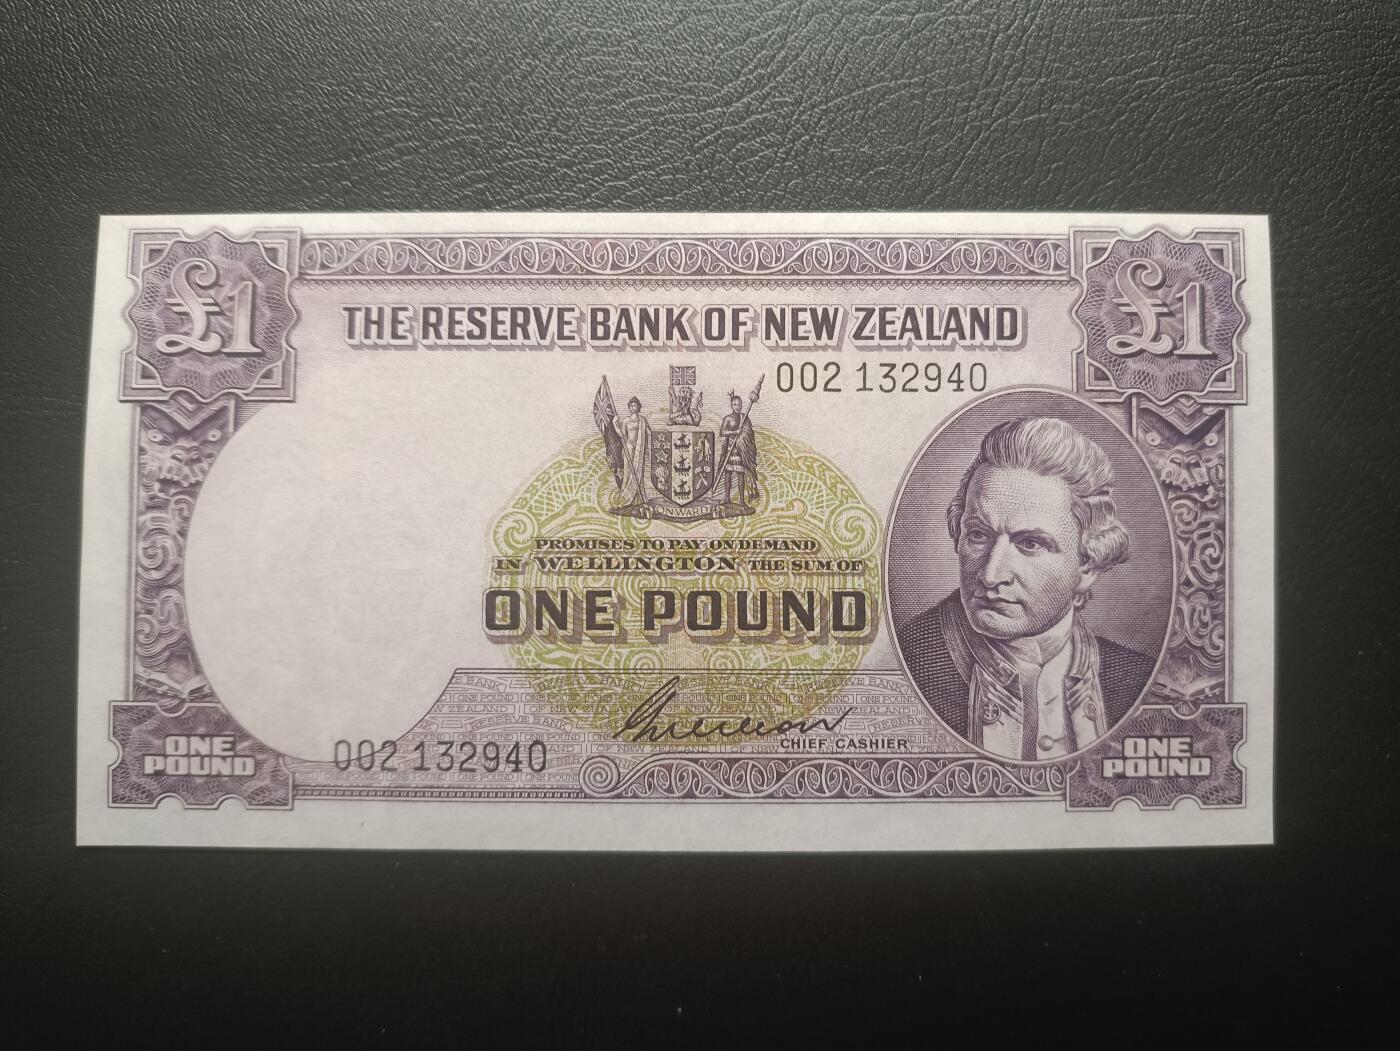 £1 £1
THE RESERVE BANK OF NEW ZEALAND
002 132940
ONWARD
PROMISES TO PAY ON DEMAND
IN WELLINGTON THE SUM OF
ONE POUND
CHIEF CASHIER
002 132940
ONE
POUND
ONE
POUND